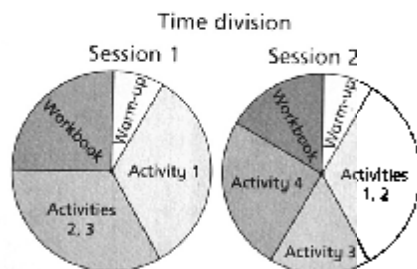 Time division
Session 1
Session 2
Workbook
Warm-up
Activity 1
Activities
2, 3
Workbook
Warm-up
Activities
1, 2
Activity 4
Activity 3